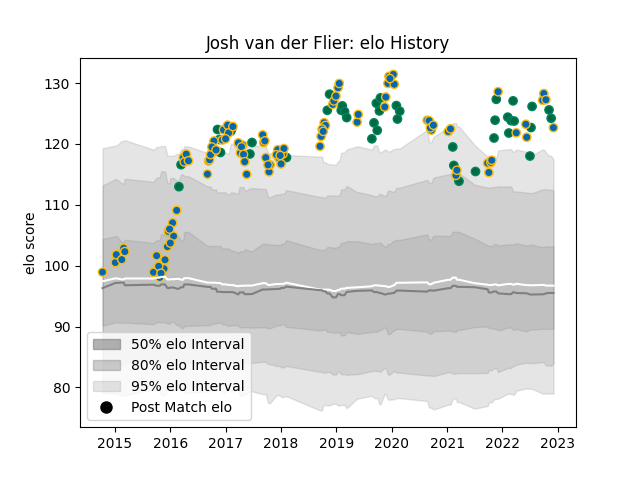 Josh van der Flier: elo History
elo score
130
120
110
100
90
80
50% elo Interval
80% elo Interval
95% elo Interval
Post Match elo
2015 2016 2017 2018 2019 2020 2021 2022 2023